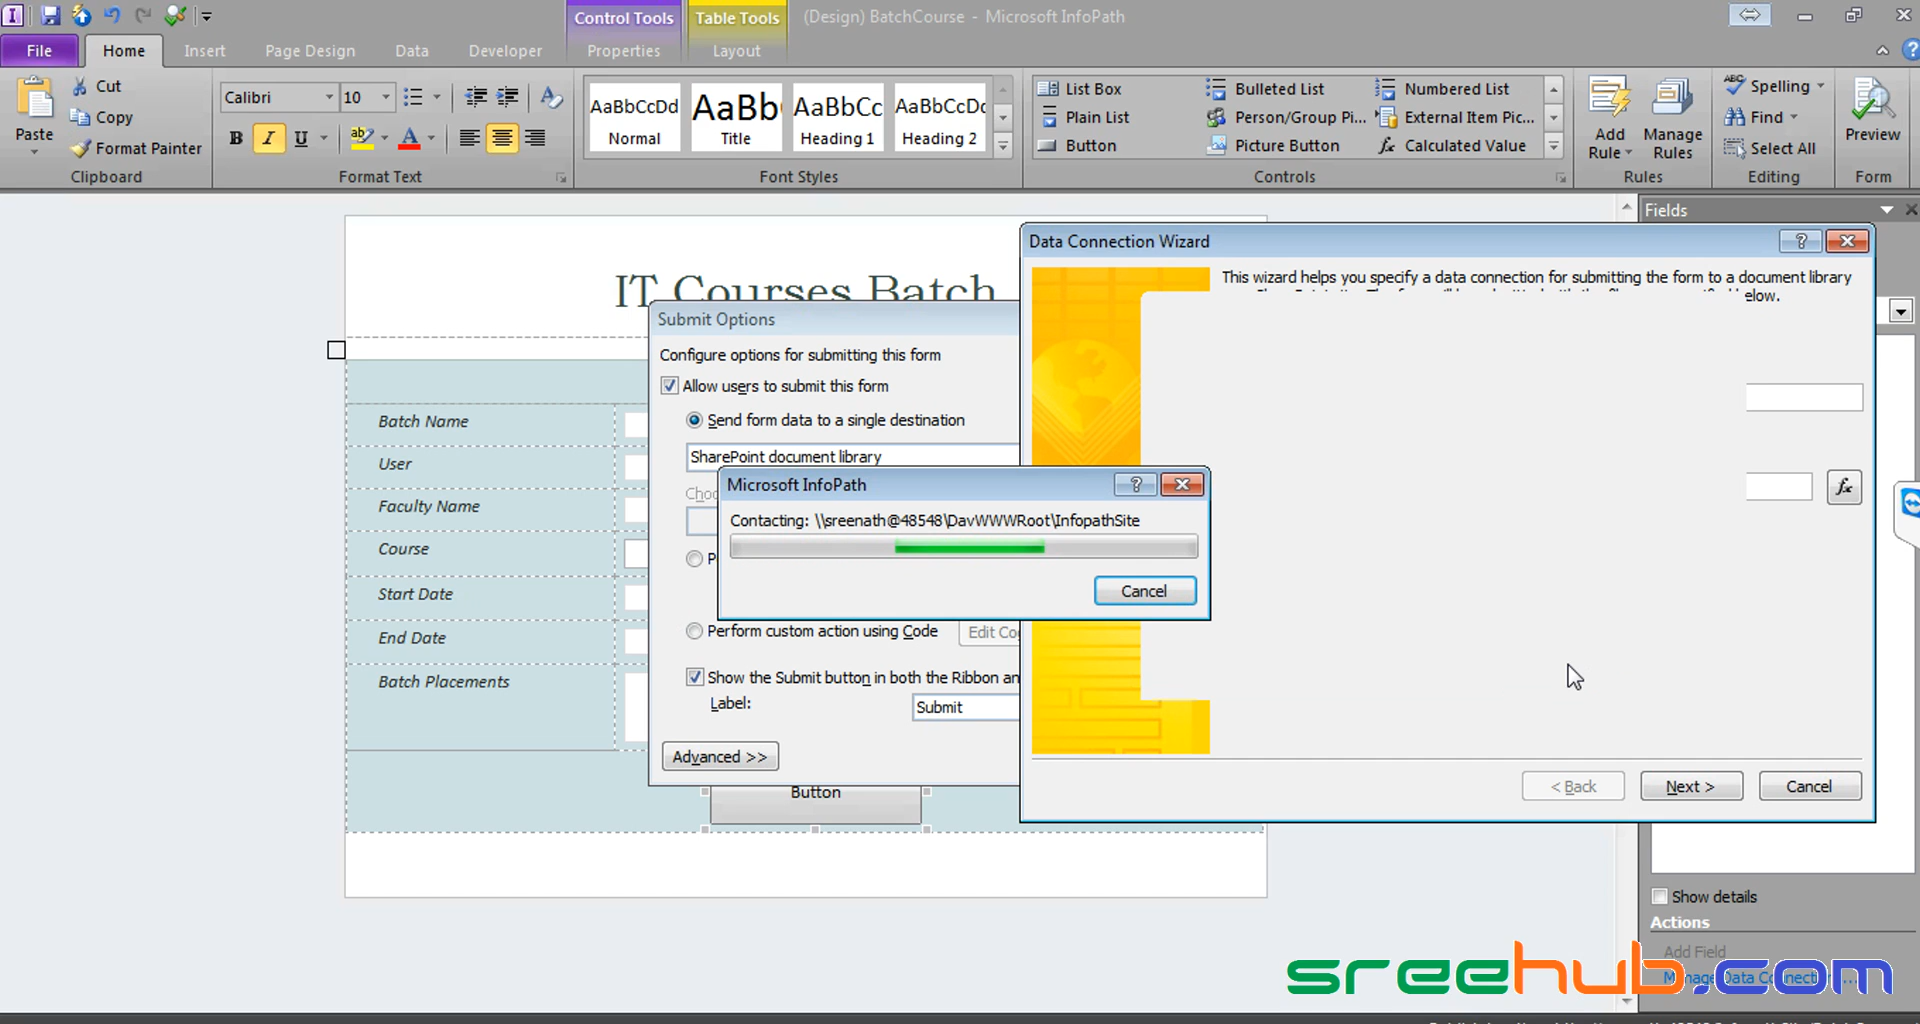 (Design) BatchCourse - Microsoft InfoPath
Control Tools
Table Tools
File
Home
Insert
Page Design
Data
Developer
Properties
Layout
Paste
Cut
Copy
Format Painter
Clipboard
Calibri
10
B I U
Format Text
AaBbCcDd
Normal
AaBb
Title
AaBbCc
Heading 1
AaBbCcDc
Heading 2
Font Styles
List Box
Plain List
Button
Bulleted List
Person/Group Pi...
Picture Button
Numbered List
External Item Pic...
Calculated Value
Controls
Add Rule
Manage Rules
Rules
Spelling
Find
Select All
Editing
Preview
Form
IT Courses Batch
Batch Name
User
Faculty Name
Course
Start Date
End Date
Batch Placements
Button
Submit Options
Configure options for submitting this form
Allow users to submit this form
Send form data to a single destination
SharePoint document library
Choo
Perform custom action using Code
Edit Co
Show the Submit button in both the Ribbon an
Label:
Submit
Advanced >>
Microsoft InfoPath
Contacting: \\sreenath@48548\DavWWWRoot\InfopathSite
Cancel
Data Connection Wizard
This wizard helps you specify a data connection for submitting the form to a document library
below.
fx
< Back
Next >
Cancel
Fields
Show details
Actions
Add Field
Manage Data Connection
sreehub.com